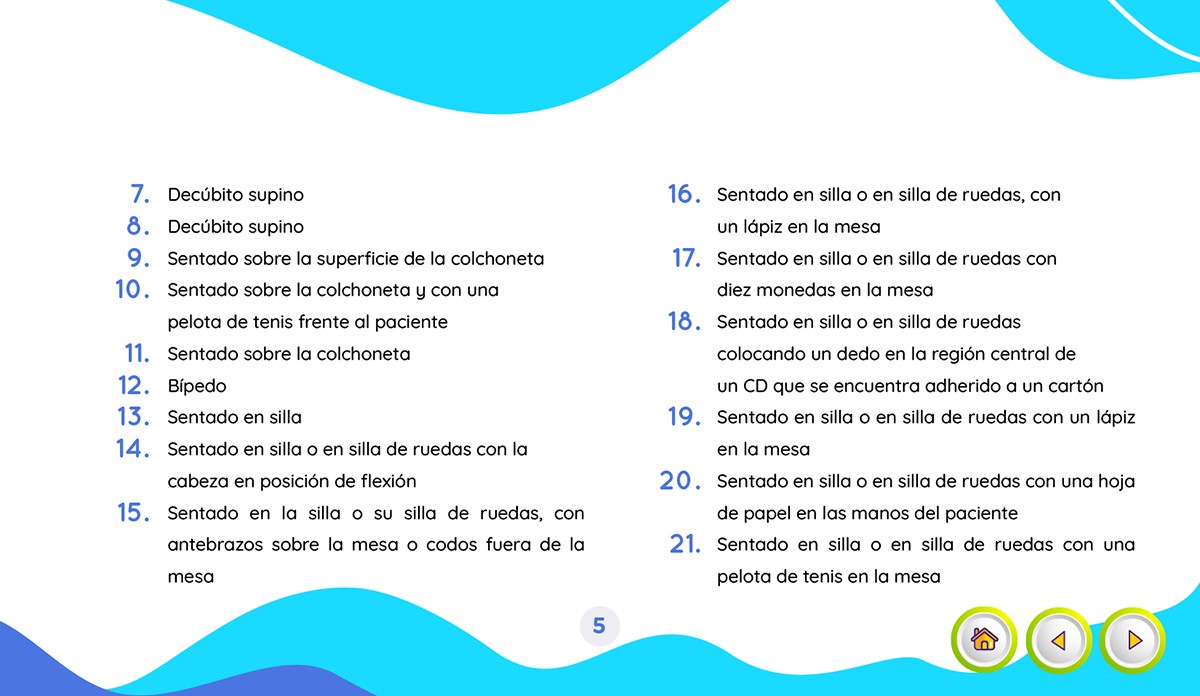 7. Decúbito supino
8. Decúbito supino
9. Sentado sobre la superficie de la colchoneta
10. Sentado sobre la colchoneta y con una
pelota de tenis frente al paciente
11. Sentado sobre la colchoneta
12. Bípedo
13. Sentado en silla
14. Sentado en silla o en silla de ruedas con la
cabeza en posición de flexión
15. Sentado en la silla o su silla de ruedas, con
antebrazos sobre la mesa o codos fuera de la
mesa
16. Sentado en silla o en silla de ruedas, con
un lápiz en la mesa
17. Sentado en silla o en silla de ruedas con
diez monedas en la mesa
18. Sentado en silla o en silla de ruedas
colocando un dedo en la región central de
un CD que se encuentra adherido a un cartón
19. Sentado en silla o en silla de ruedas con un lápiz
en la mesa
20. Sentado en silla o en silla de ruedas con una hoja
de papel en las manos del paciente
21. Sentado en silla o en silla de ruedas con una
pelota de tenis en la mesa
5